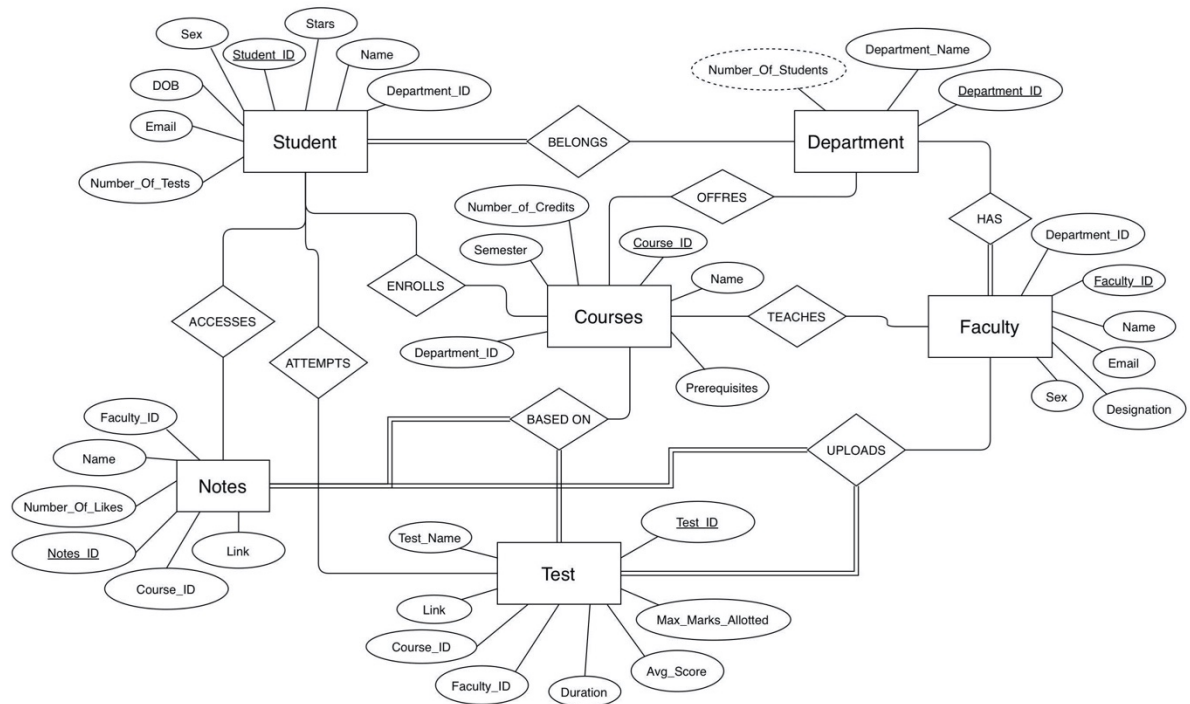 Stars
Sex
Student_ID
Name
DOB
Department_ID
Email
Student
Number_Of_Tests
BELONGS
Number_Of_Students
Department_Name
Department_ID
Department
OFFRES
HAS
Number_of_Credits
Semester
Course_ID
Name
ENROLLS
Courses
Department_ID
Prerequisites
TEACHES
Department_ID
Faculty_ID
Name
Faculty
Email
Sex
Designation
ACCESSES
ATTEMPTS
BASED ON
UPLOADS
Faculty_ID
Name
Notes
Number_Of_Likes
Notes_ID
Link
Course_ID
Test_Name
Test_ID
Test
Link
Max_Marks_Allotted
Course_ID
Avg_Score
Faculty_ID
Duration